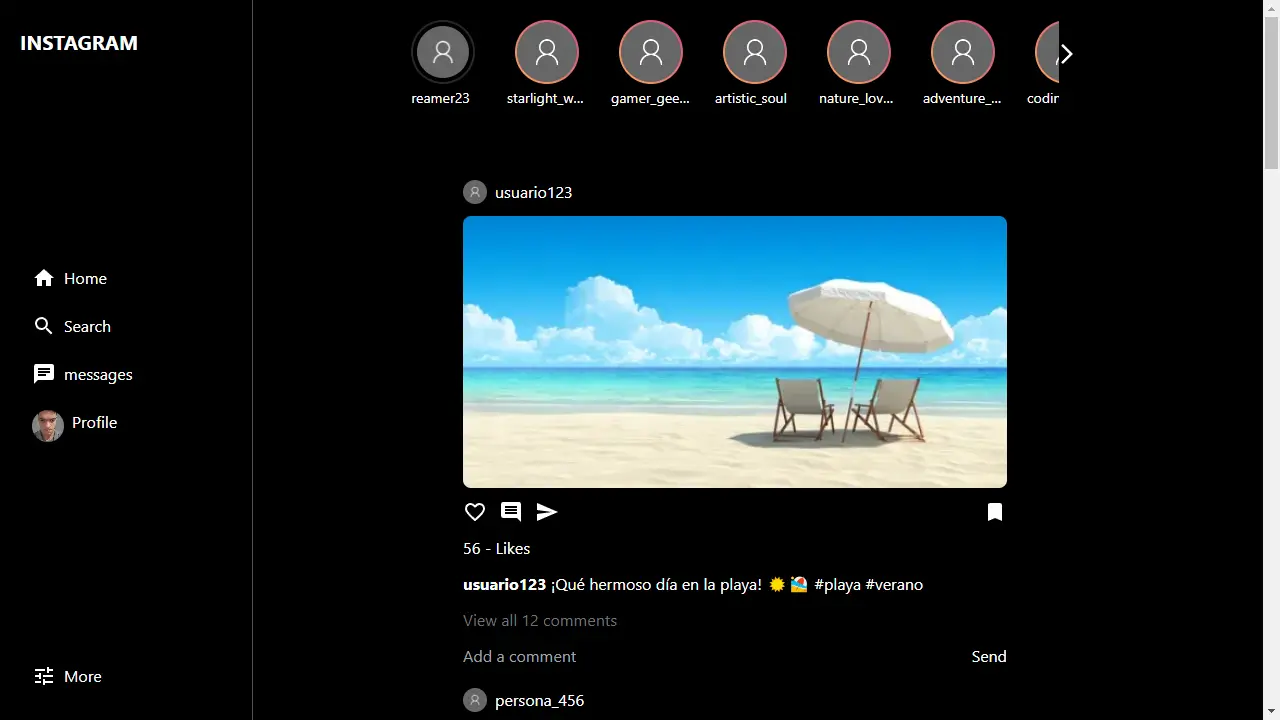 INSTAGRAM
reamer23
starlight_w...
gamer_gee...
artistic_soul
nature_lov...
adventure_...
codir
usuario123
Home
Search
messages
Profile
56 - Likes
usuario123 ¡Qué hermoso día en la playa! ☀️ 🏖️ #playa #verano
View all 12 comments
Add a comment
Send
More
persona_456